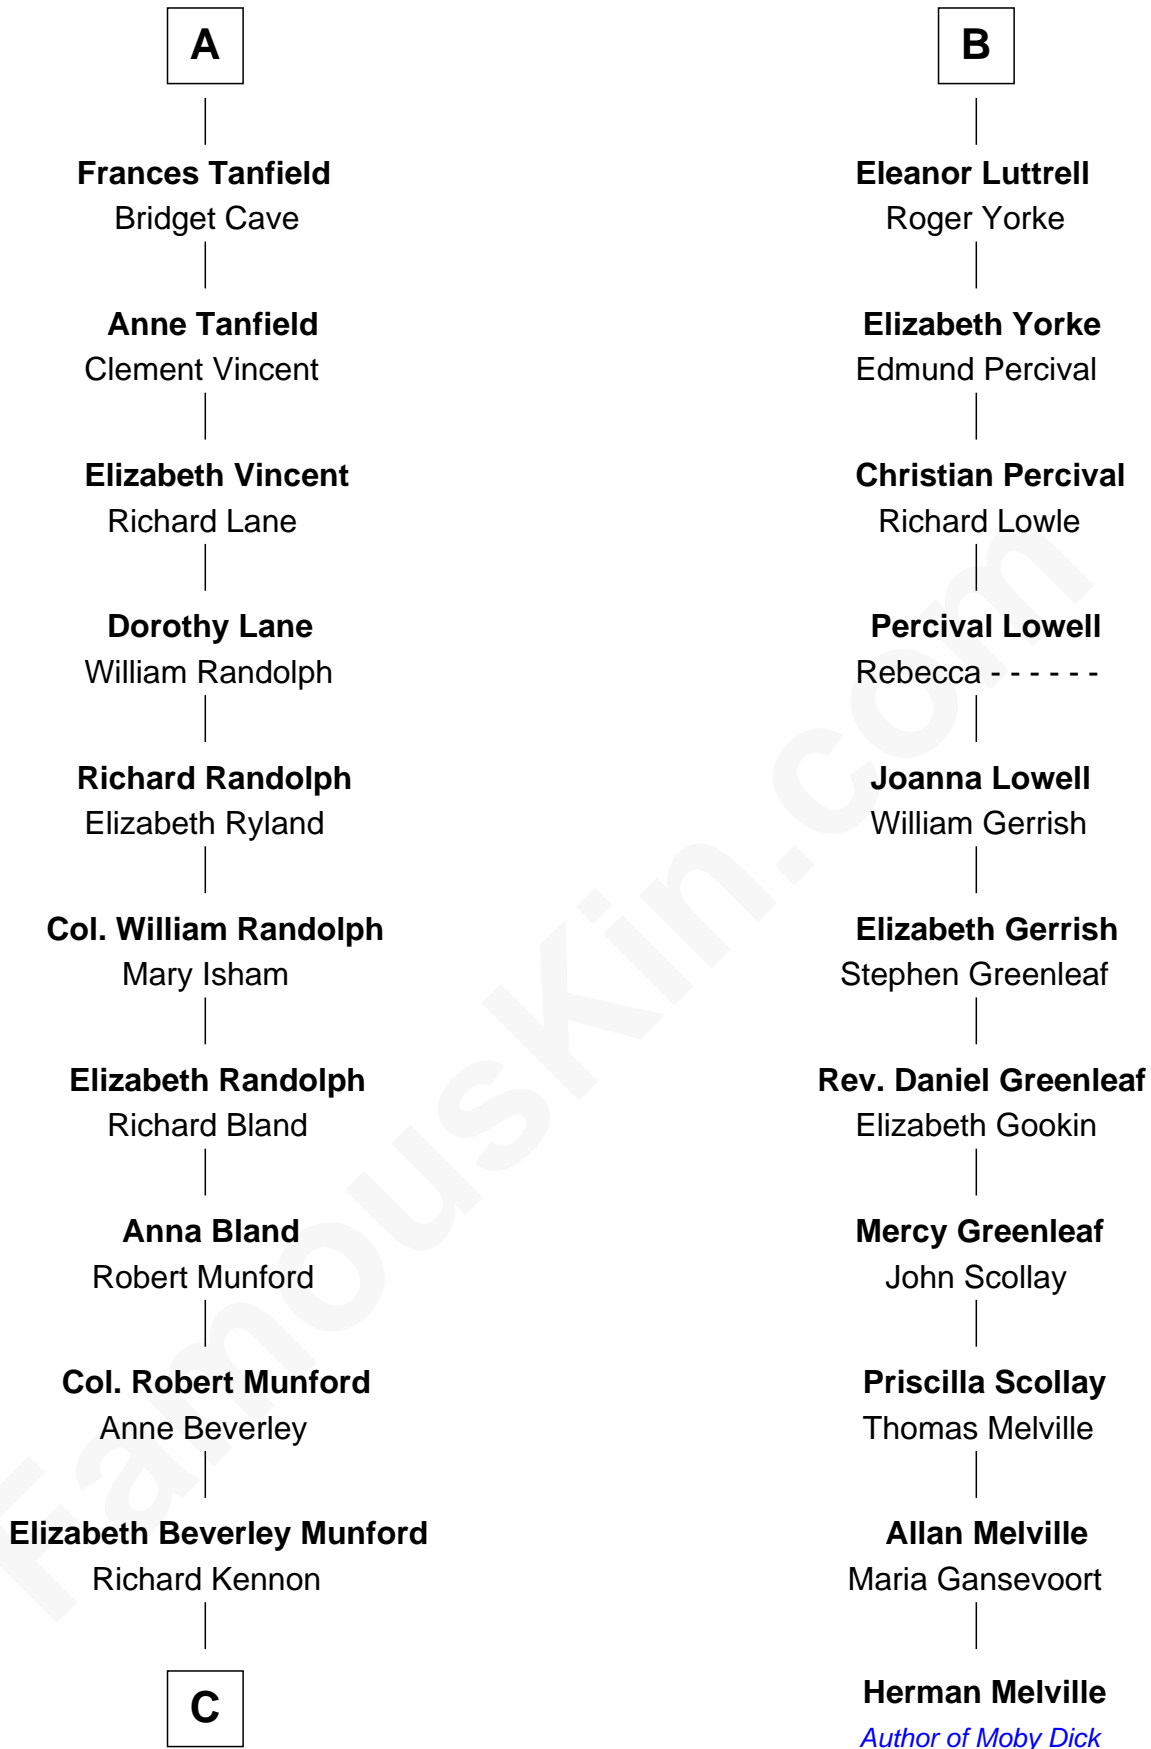 A
Frances Tanfield
Bridget Cave
Anne Tanfield
Clement Vincent
Elizabeth Vincent
Richard Lane
Dorothy Lane
William Randolph
Richard Randolph
Elizabeth Ryland
Col. William Randolph
Mary Isham
Elizabeth Randolph
Richard Bland
Anna Bland
Robert Munford
Col. Robert Munford
Anne Beverley
Elizabeth Beverley Munford
Richard Kennon
C
B
Eleanor Luttrell
Roger Yorke
Elizabeth Yorke
Edmund Percival
Christian Percival
Richard Lowle
Percival Lowell
Rebecca - - - - - -
Joanna Lowell
William Gerrish
Elizabeth Gerrish
Stephen Greenleaf
Rev. Daniel Greenleaf
Elizabeth Gookin
Mercy Greenleaf
John Scollay
Priscilla Scollay
Thomas Melville
Allan Melville
Maria Gansevoort
Herman Melville
Author of Moby Dick
FamousKin.com